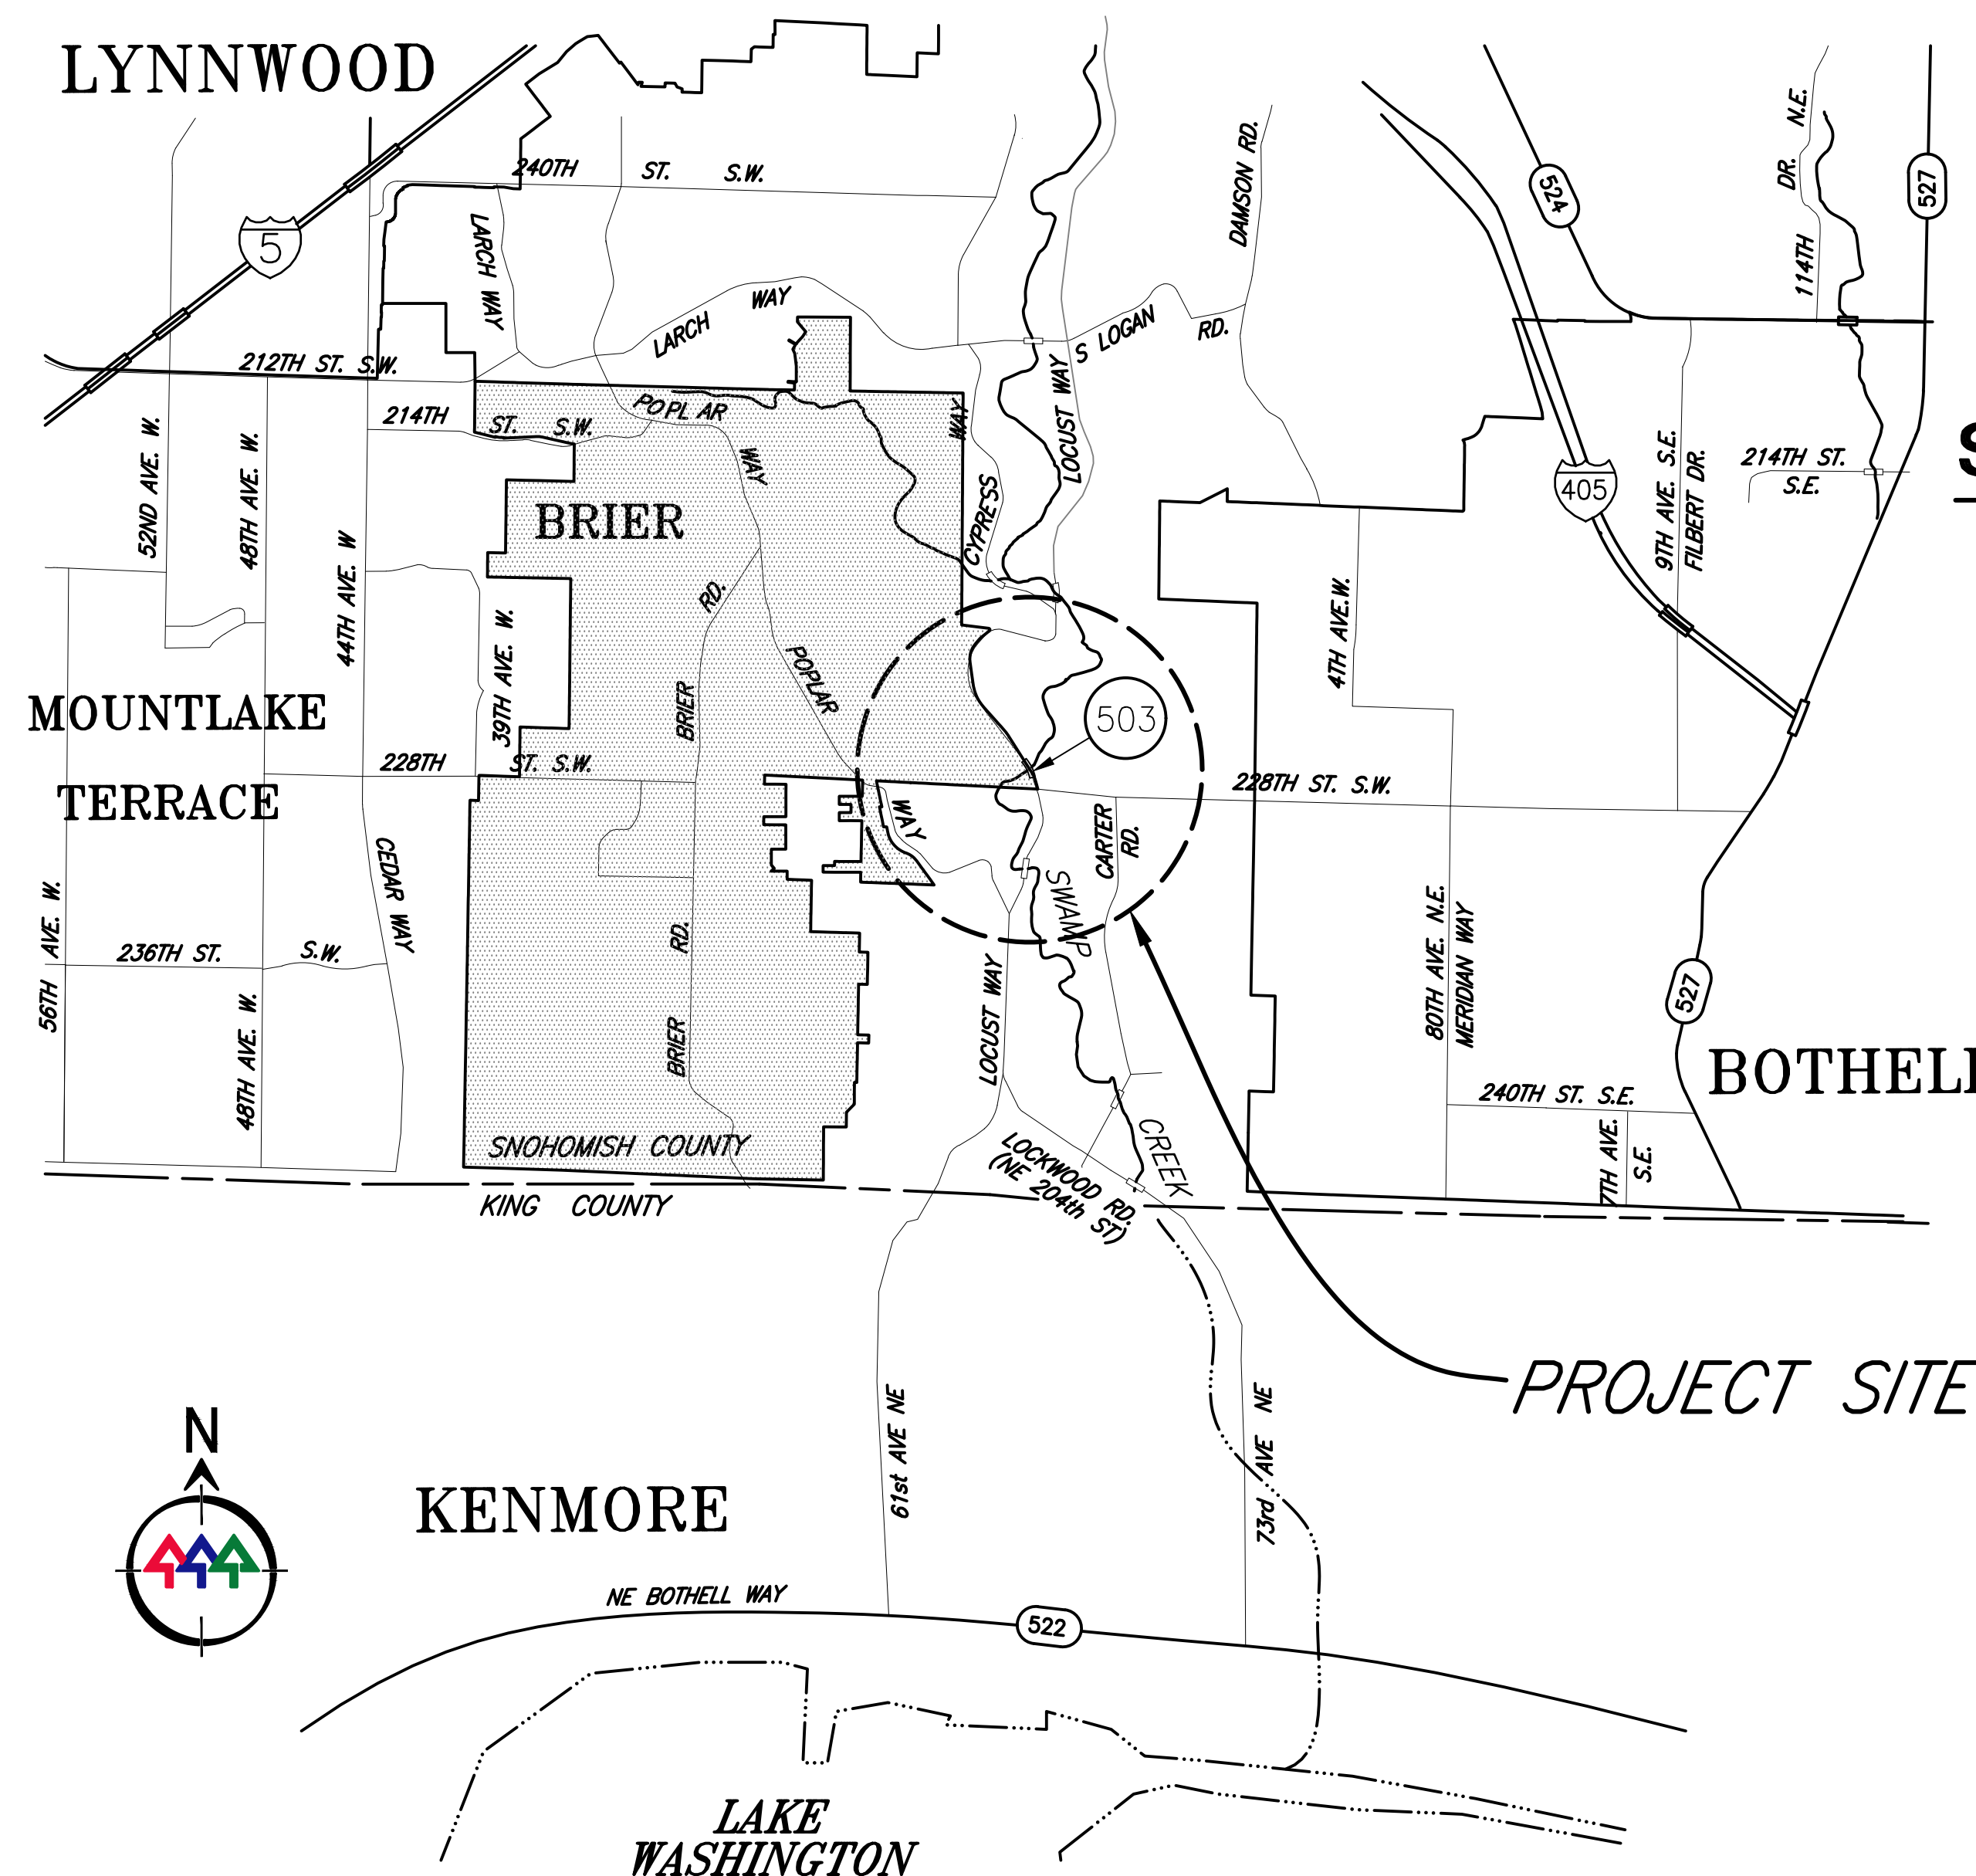 LYNNWOOD
240TH ST. S.W.
5
LARCH WAY
LARCH WAY
DAMSON RD.
524
114TH DR. N.E.
527
212TH ST. S.W.
S LOGAN RD.
LOCUST WAY
214TH ST. S.W.
POPLAR WAY
CYPRESS WAY
52ND AVE. W.
48TH AVE. W.
44TH AVE. W
BRIER
405
9TH AVE. S.E.
FILBERT DR.
214TH ST.
S.E.
S
39TH AVE. W.
BRIER RD.
POPLAR WAY
4TH AVE.W.
MOUNTLAKE
TERRACE
503
228TH ST. S.W.
228TH ST. S.W.
CARTER
RD.
CEDAR WAY
56TH AVE. W.
236TH ST. S.W.
48TH AVE. W.
BRIER RD.
LOCUST WAY
SWAMP CREEK
80TH AVE. N.E.
MERIDIAN WAY
527
BOTHELL
240TH ST. S.E.
7TH AVE.
S.E.
SNOHOMISH COUNTY
KING COUNTY
LOCKWOOD RD.
(NE 204th ST)
PROJECT SITE
N
KENMORE
61st AVE NE
73rd AVE NE
NE BOTHELL WAY
522
LAKE
WASHINGTON